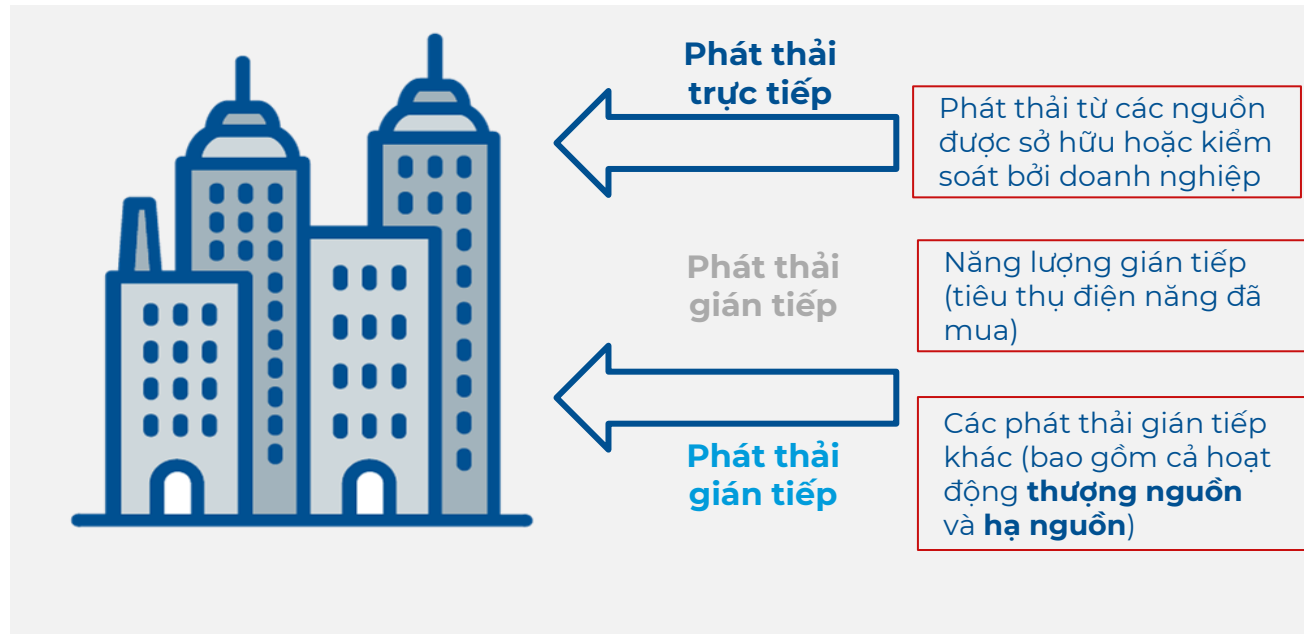 Phát thải
trực tiếp
Phát thải từ các nguồn
được sở hữu hoặc kiểm
soát bởi doanh nghiệp
Phát thải
gián tiếp
Năng lượng gián tiếp
(tiêu thụ điện năng đã
mua)
Phát thải
gián tiếp
Các phát thải gián tiếp
khác (bao gồm cả hoạt
động thượng nguồn
và hạ nguồn)